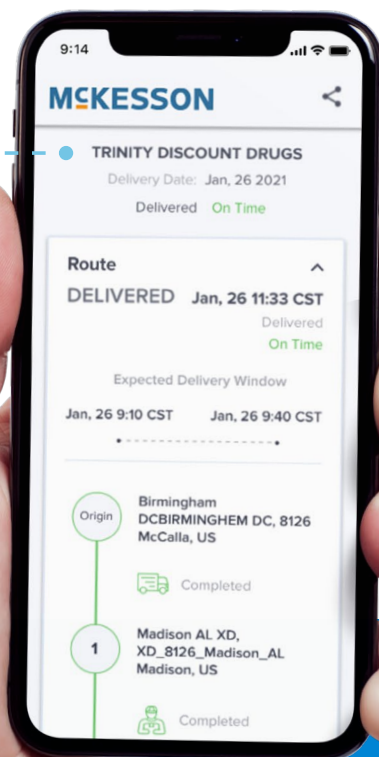 9:14
MCKESSON
TRINITY DISCOUNT DRUGS
Delivery Date: Jan, 26 2021
Delivered On Time
Route
DELIVERED Jan, 26 11:33 CST
Delivered
On Time
Expected Delivery Window
Jan, 26 9:10 CST Jan, 26 9:40 CST
Origin
Birmingham
DCBIRMINGHEM DC, 8126
McCalla, US
Completed
1
Madison AL XD,
XD_8126_Madison_AL
Madison, US
Completed